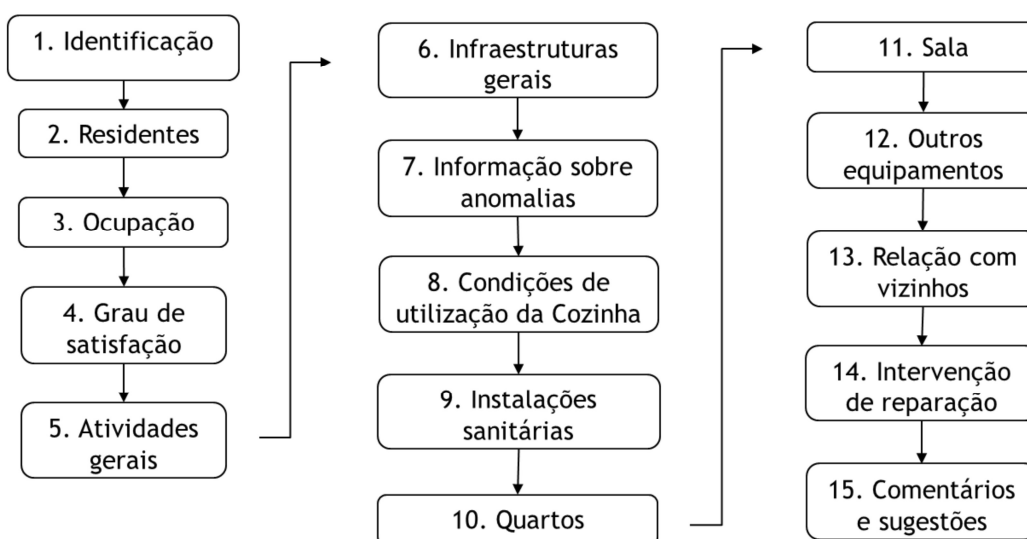 1. Identificação
2. Residentes
3. Ocupação
4. Grau de
satisfação
5. Atividades
gerais
6. Infraestruturas
gerais
7. Informação sobre
anomalias
8. Condições de
utilização da Cozinha
9. Instalações
sanitárias
10. Quartos
11. Sala
12. Outros
equipamentos
13. Relação com
vizinhos
14. Intervenção
de reparação
15. Comentários
e sugestões